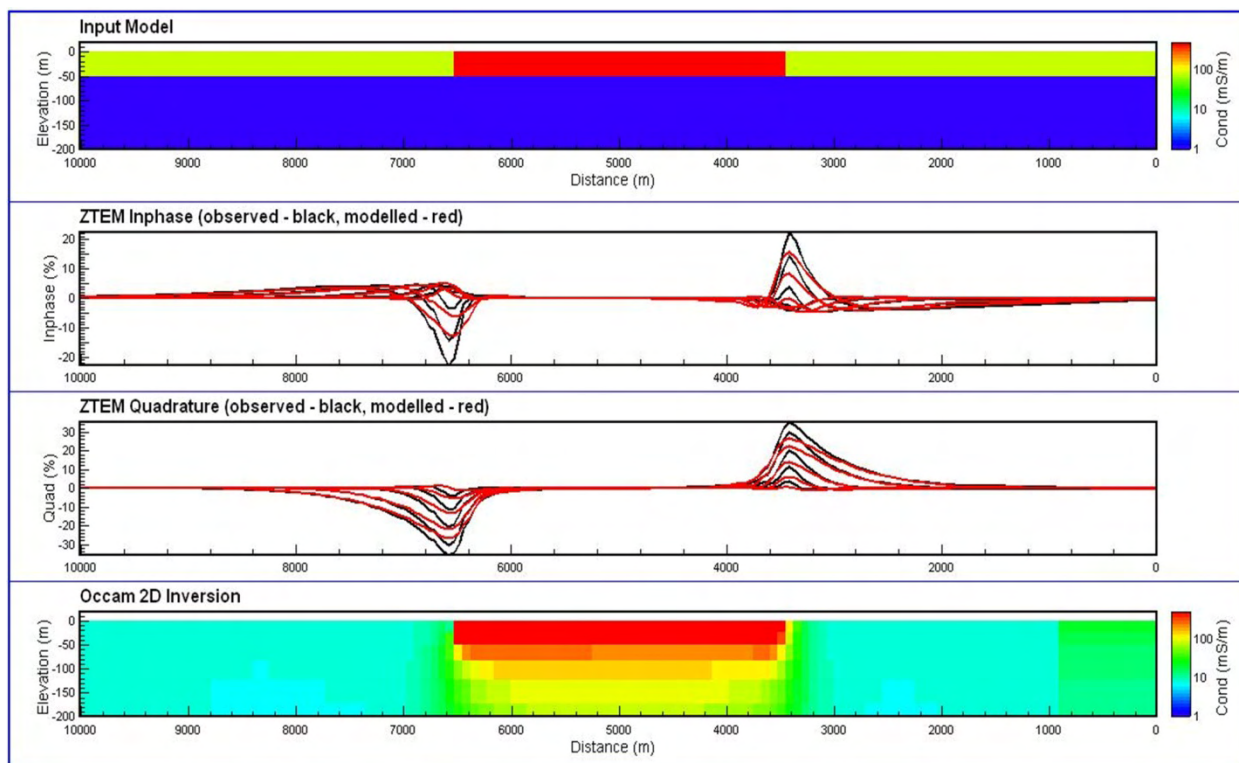 Input Model
Elevation (m)
0
-50
-100
-150
-200
10000 9000 8000 7000 6000 5000 4000 3000 2000 1000 0
Distance (m)
100
10
1
Cond (mS/m)
ZTEM Inphase (observed - black, modelled - red)
Inphase (%)
20
10
0
-10
-20
10000 8000 6000 4000 2000 0
ZTEM Quadrature (observed - black, modelled - red)
Quad (%)
30
20
10
0
-10
-20
-30
10000 8000 6000 4000 2000 0
Occam 2D Inversion
Elevation (m)
0
-50
-100
-150
-200
10000 9000 8000 7000 6000 5000 4000 3000 2000 1000 0
Distance (m)
100
10
1
Cond (mS/m)